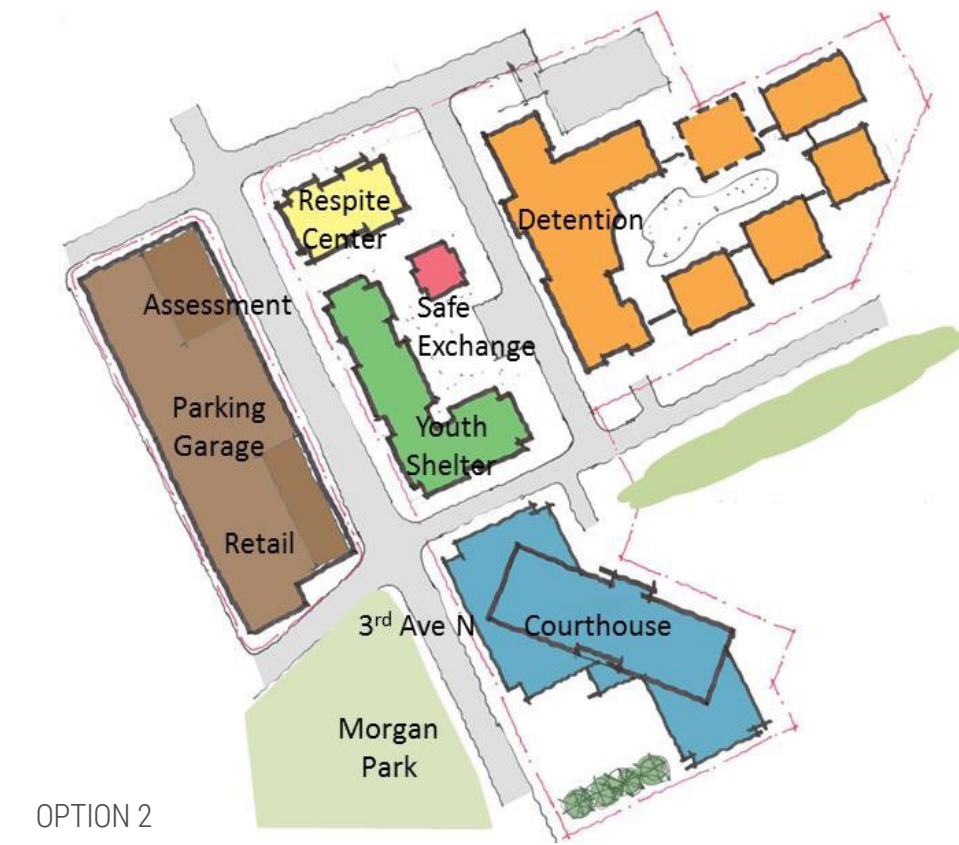 Respite
Center
Detention
Assessment
Safe
Exchange
Parking
Garage
Youth
Shelter
Retail
3rd Ave N
Courthouse
Morgan
Park
OPTION 2